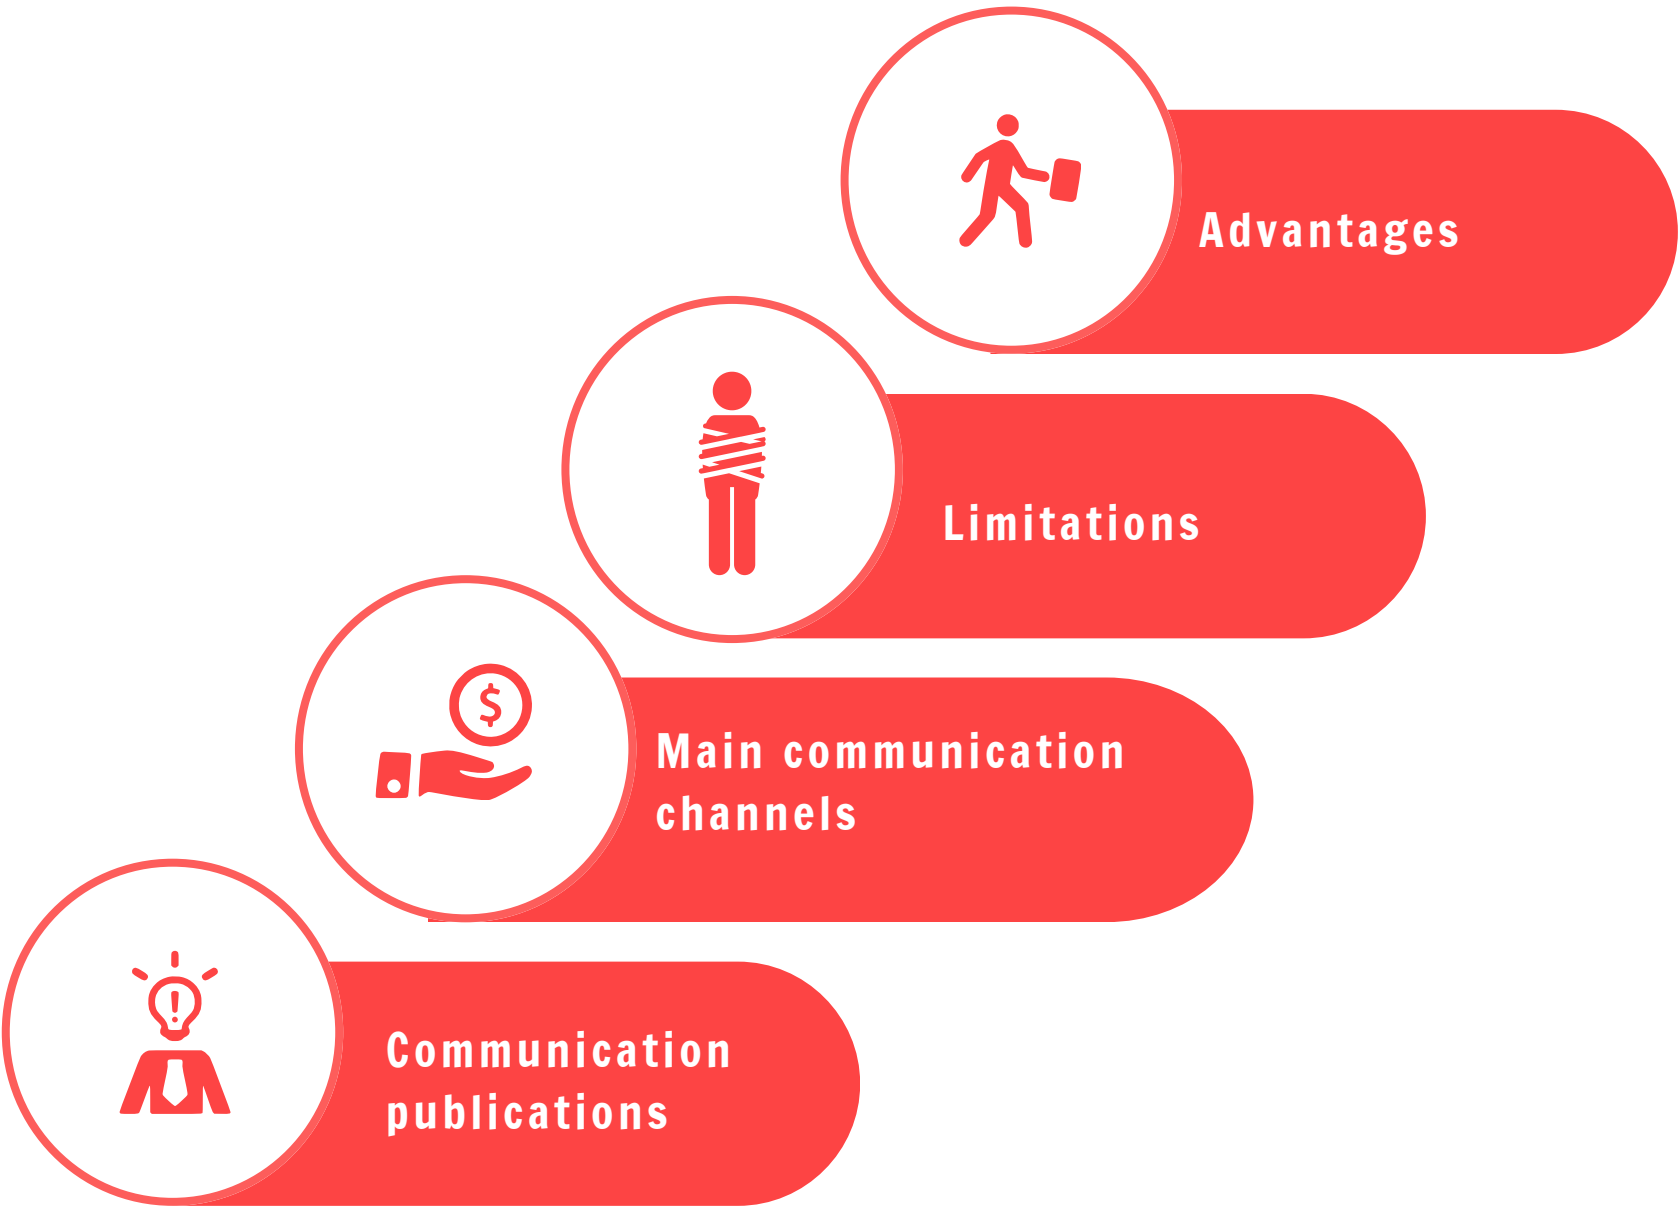 Advantages
Limitations
$
Main communication
channels
!
Communication
publications